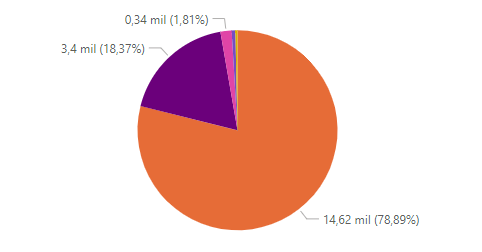 0,34 mil (1,81%)
3,4 mil (18,37%)
14,62 mil (78,89%)